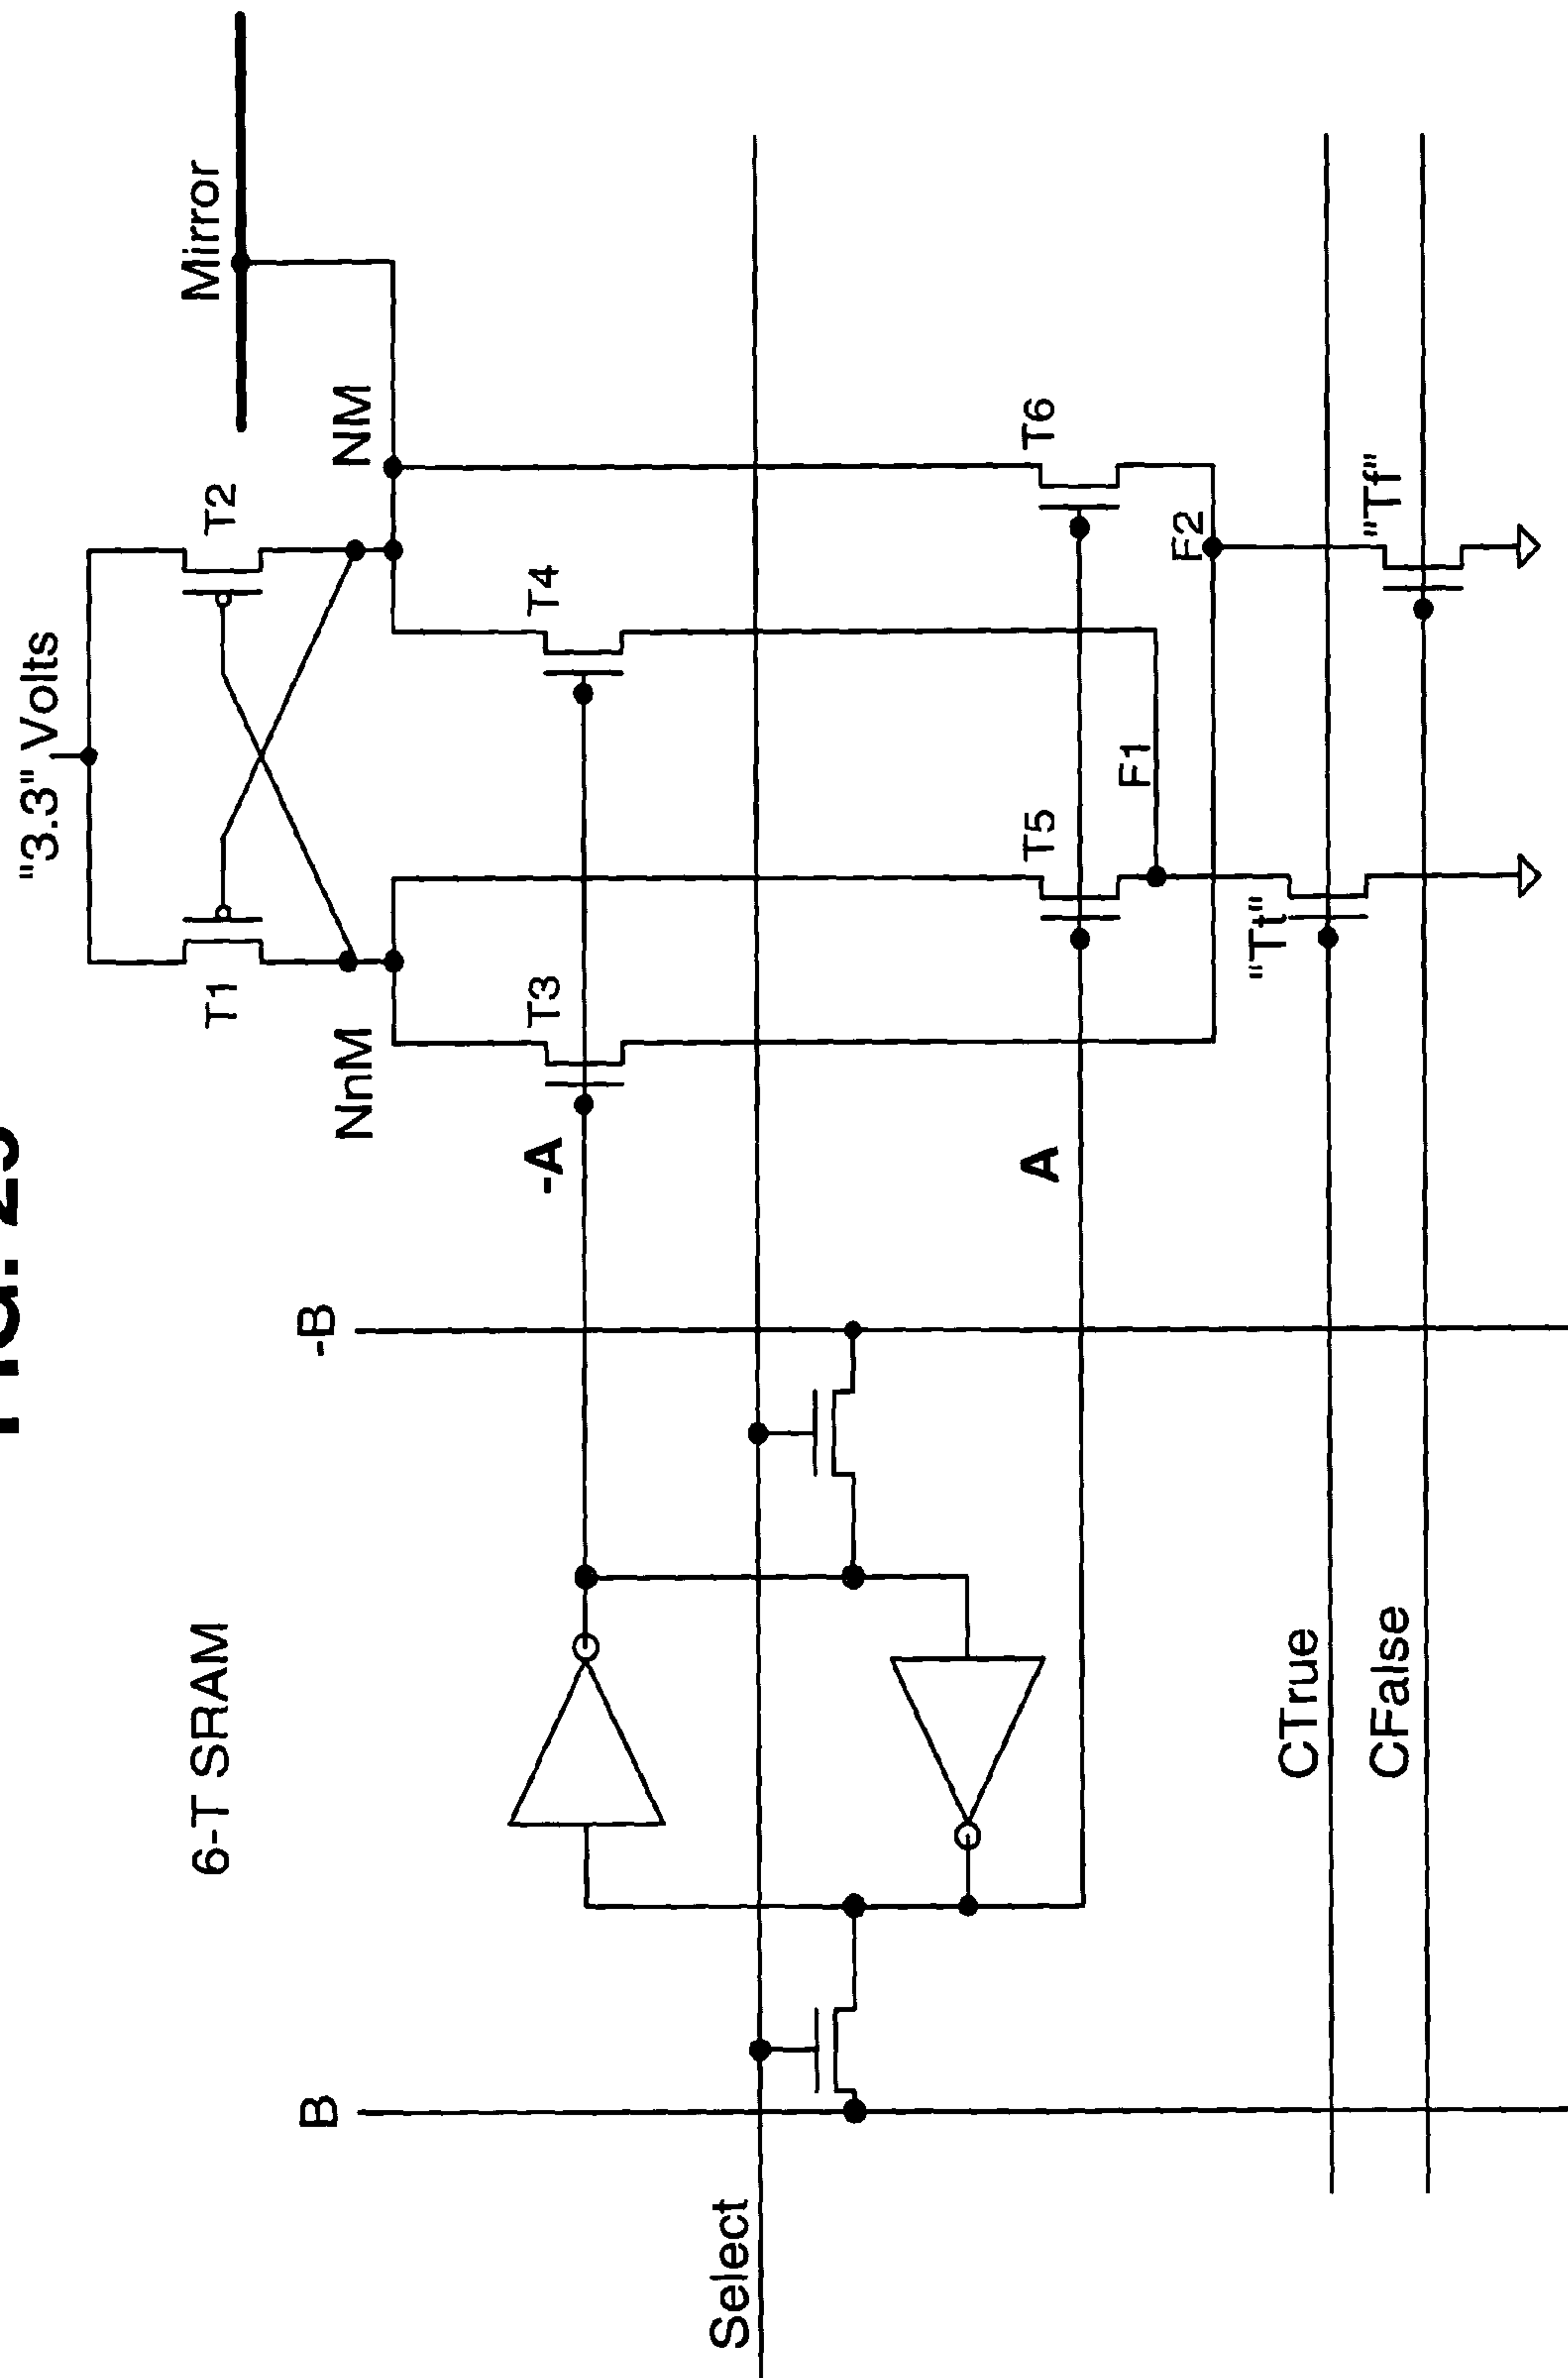 "3.3" Volts
Mirror
T1
T2
NnM
NM
6-T SRAM
B
-B
-A
T3
T4
Select
A
T5
T6
F1
F2
CTrue
"Tt"
CFalse
"Tf"